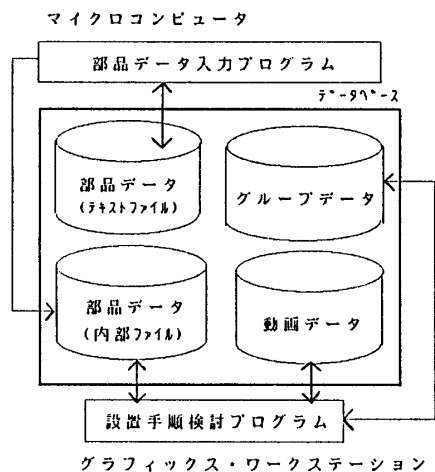 マイクロコンピュータ
部品データ入力プログラム
データベース
部品データ
(テキストファイル)
グループデータ
部品データ
(内部ファイル)
動画データ
設置手順検討プログラム
グラフィックス・ワークステーション